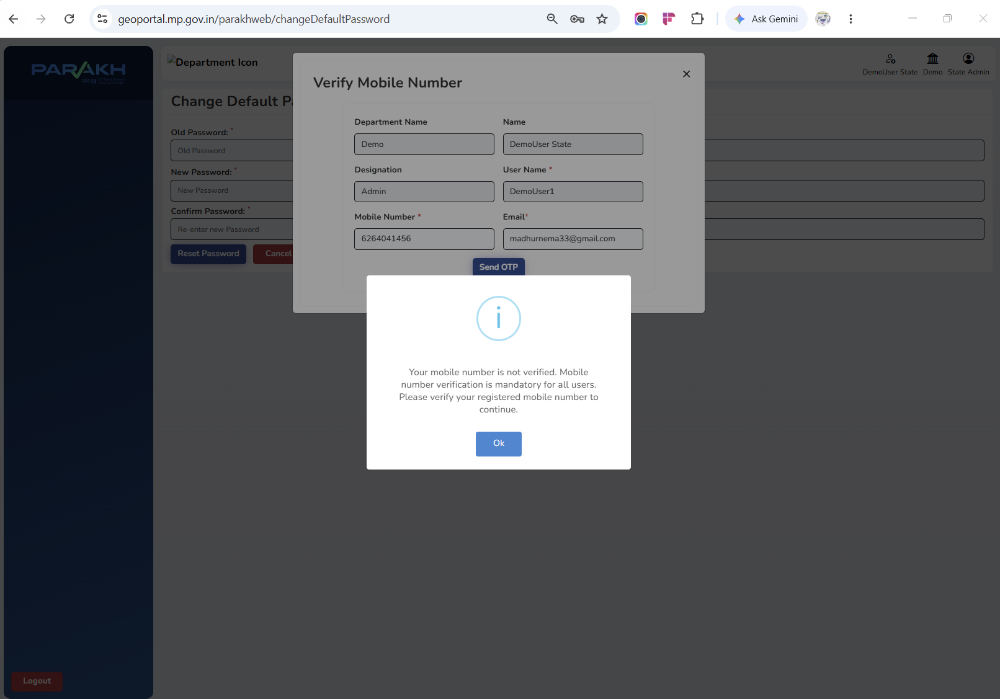 geoportal.mp.gov.in/parakhweb/changeDefaultPassword
Ask Gemini
PARAKH
परख
Department Icon
DemoUser State
Demo
State Admin
Change Default Pa
Old Password: *
Old Password
New Password: *
New Password
Confirm Password: *
Re-enter new Password
Reset Password
Cancel
Verify Mobile Number
Department Name
Name
Demo
DemoUser State
Designation
User Name *
Admin
DemoUser1
Mobile Number *
Email*
6264041456
madhurnema33@gmail.com
Send OTP
Your mobile number is not verified. Mobile
number verification is mandatory for all users.
Please verify your registered mobile number to
continue.
Ok
Logout